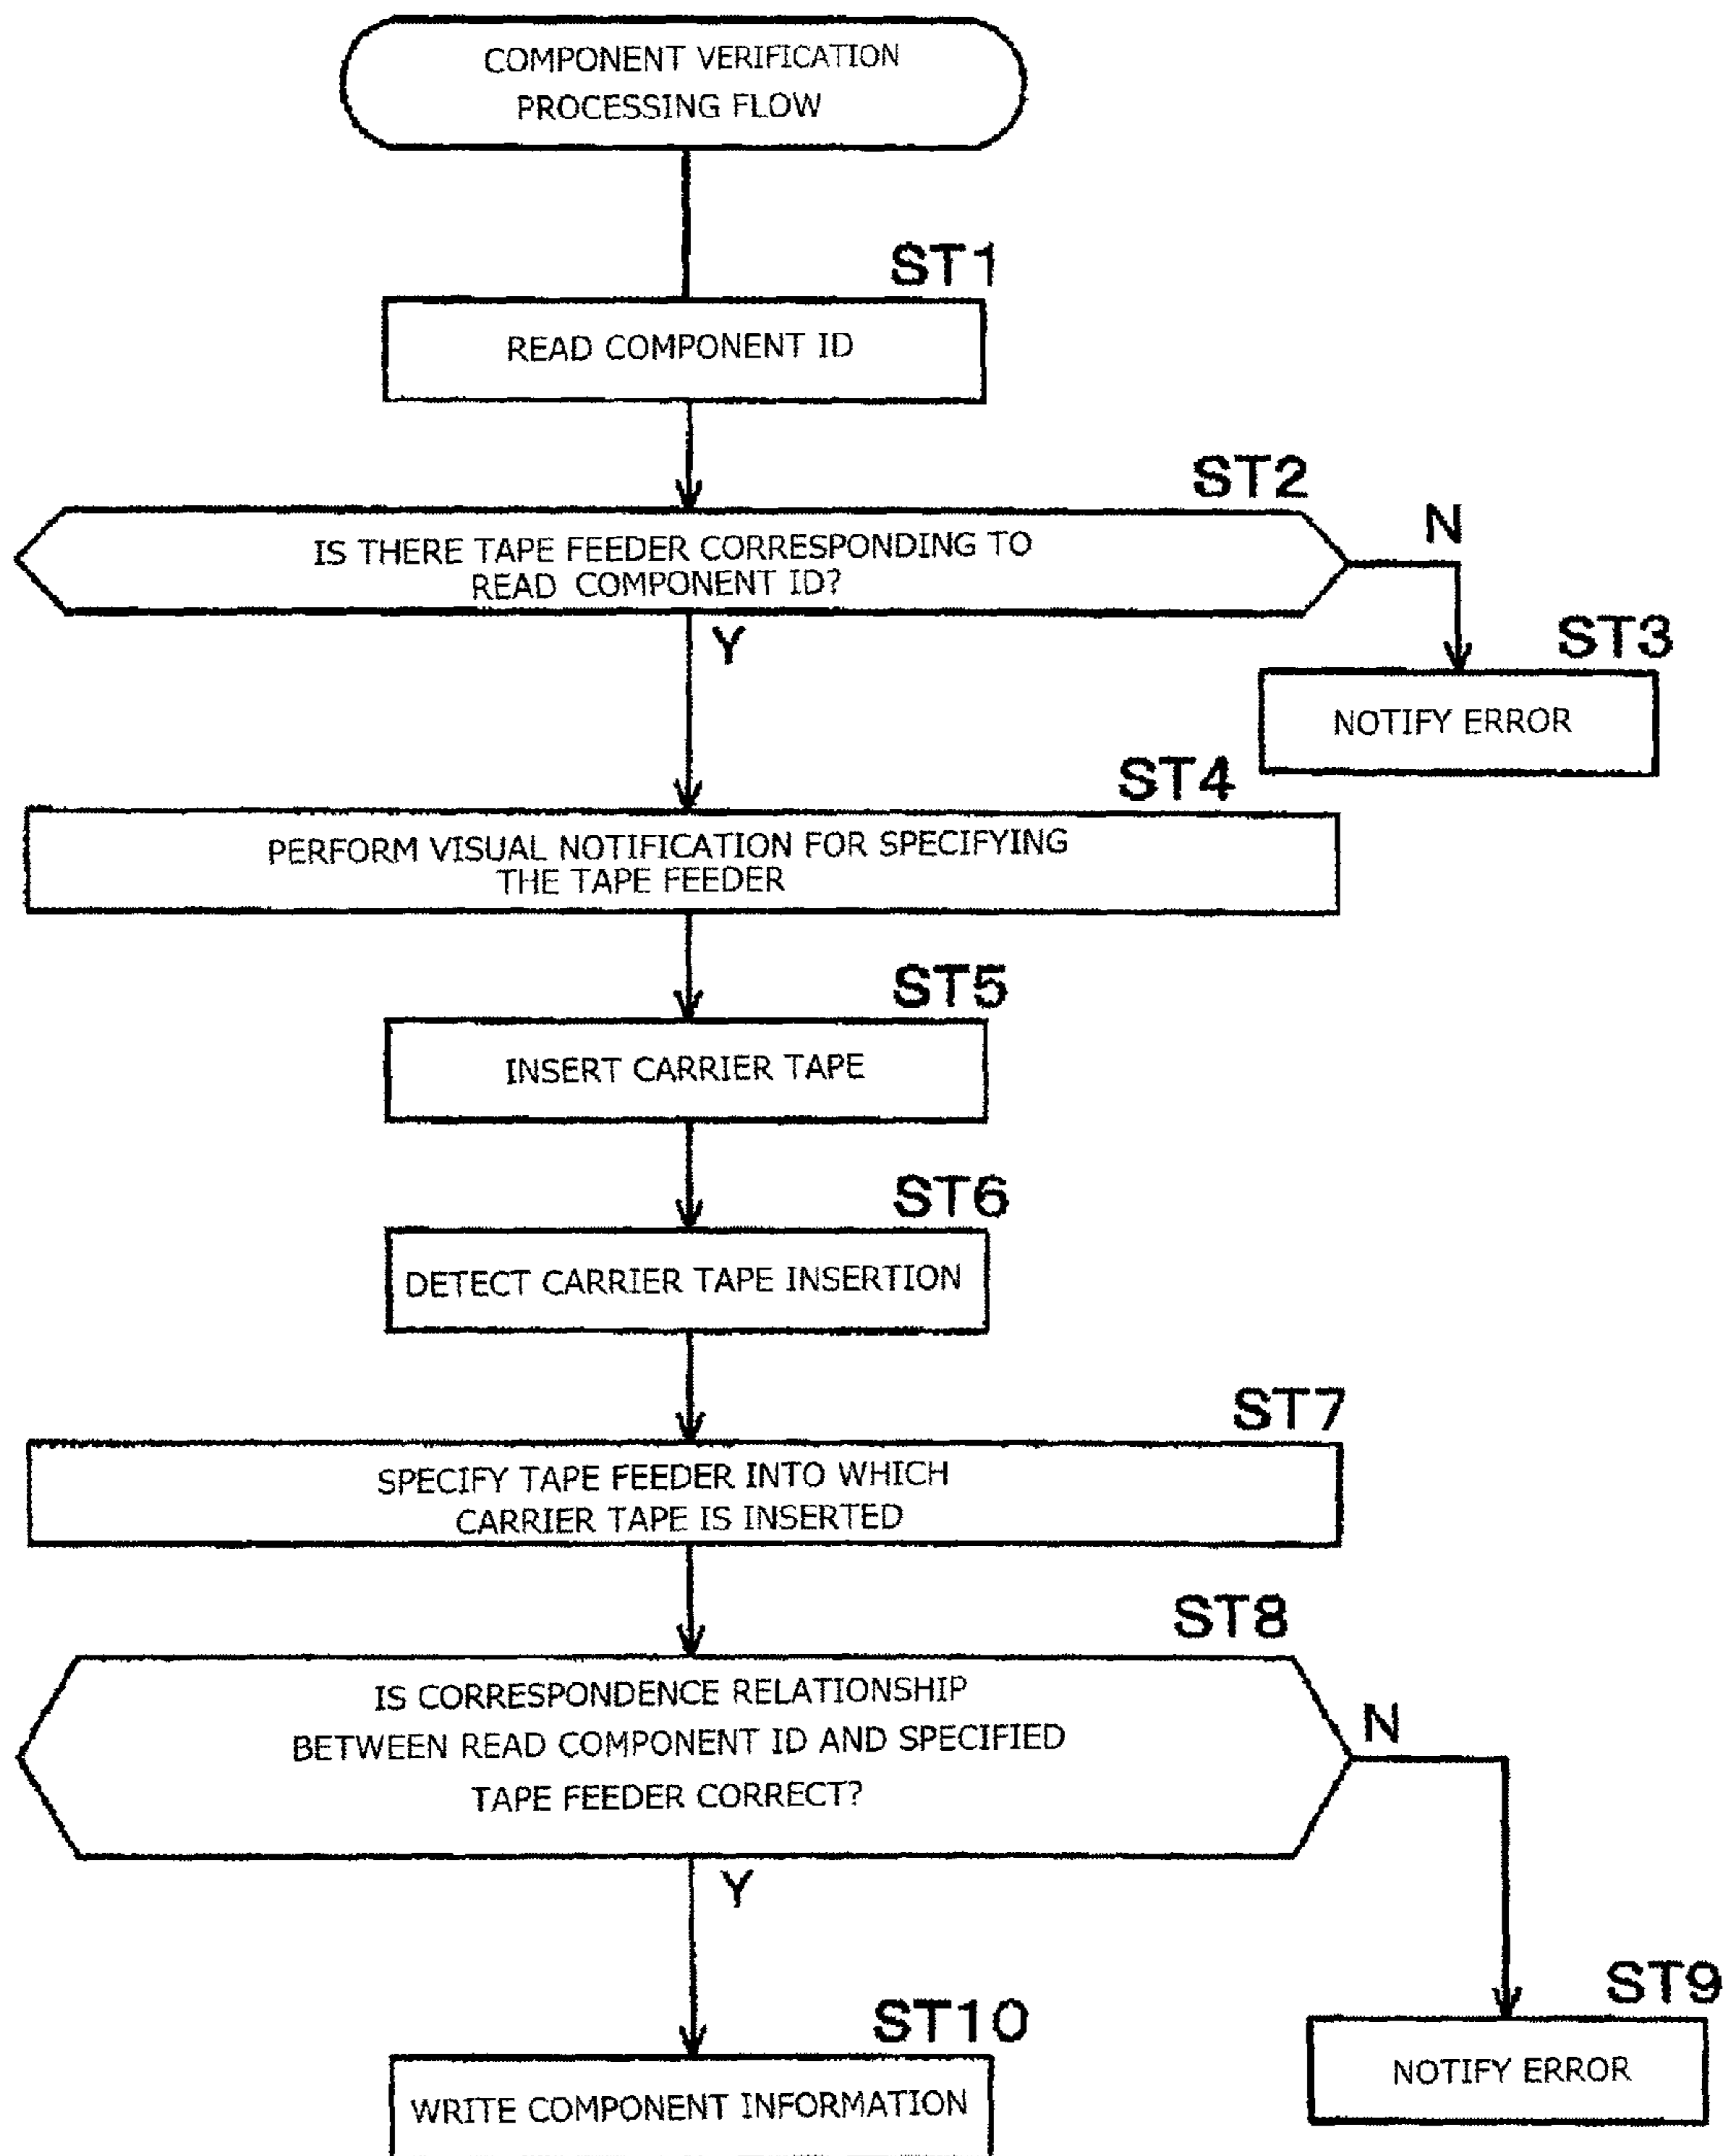 COMPONENT VERIFICATION
PROCESSING FLOW
ST1
READ COMPONENT ID
ST2
IS THERE TAPE FEEDER CORRESPONDING TO
READ COMPONENT ID?
N
Y
ST3
NOTIFY ERROR
ST4
PERFORM VISUAL NOTIFICATION FOR SPECIFYING
THE TAPE FEEDER
ST5
INSERT CARRIER TAPE
ST6
DETECT CARRIER TAPE INSERTION
ST7
SPECIFY TAPE FEEDER INTO WHICH
CARRIER TAPE IS INSERTED
ST8
IS CORRESPONDENCE RELATIONSHIP
BETWEEN READ COMPONENT ID AND SPECIFIED
TAPE FEEDER CORRECT?
N
Y
ST9
NOTIFY ERROR
ST10
WRITE COMPONENT INFORMATION